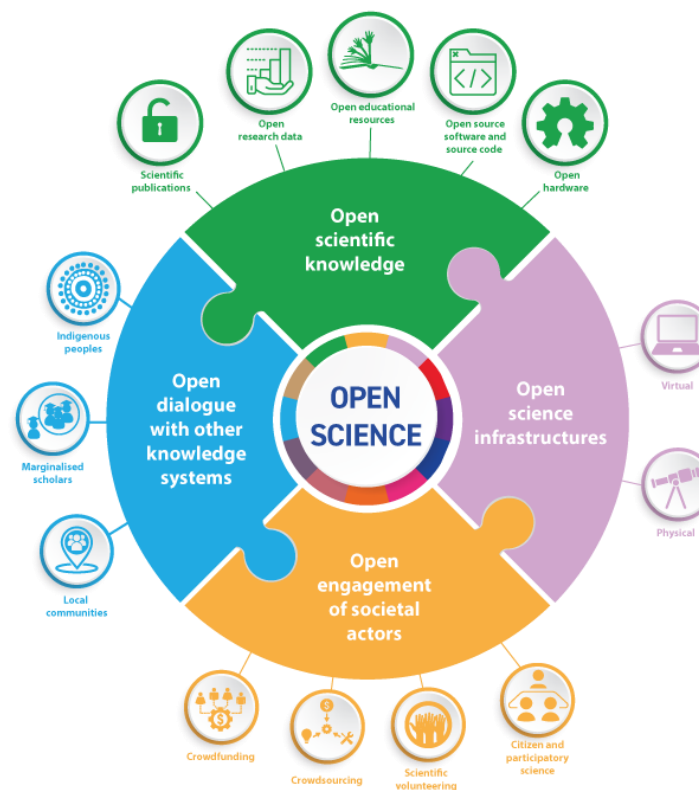 Open educational
resources
Open
research data
Open source
software and
source code
Scientific
publications
Open
hardware
Open
scientific
knowledge
Indigenous
peoples
Virtual
Open
dialogue
with other
knowledge
systems
OPEN
SCIENCE
Open
science
infrastructures
Marginalised
scholars
Physical
Local
communities
Open
engagement
of societal
actors
$
$
Crowdfunding
Crowdsourcing
Scientific
volunteering
Citizen and
participatory
science